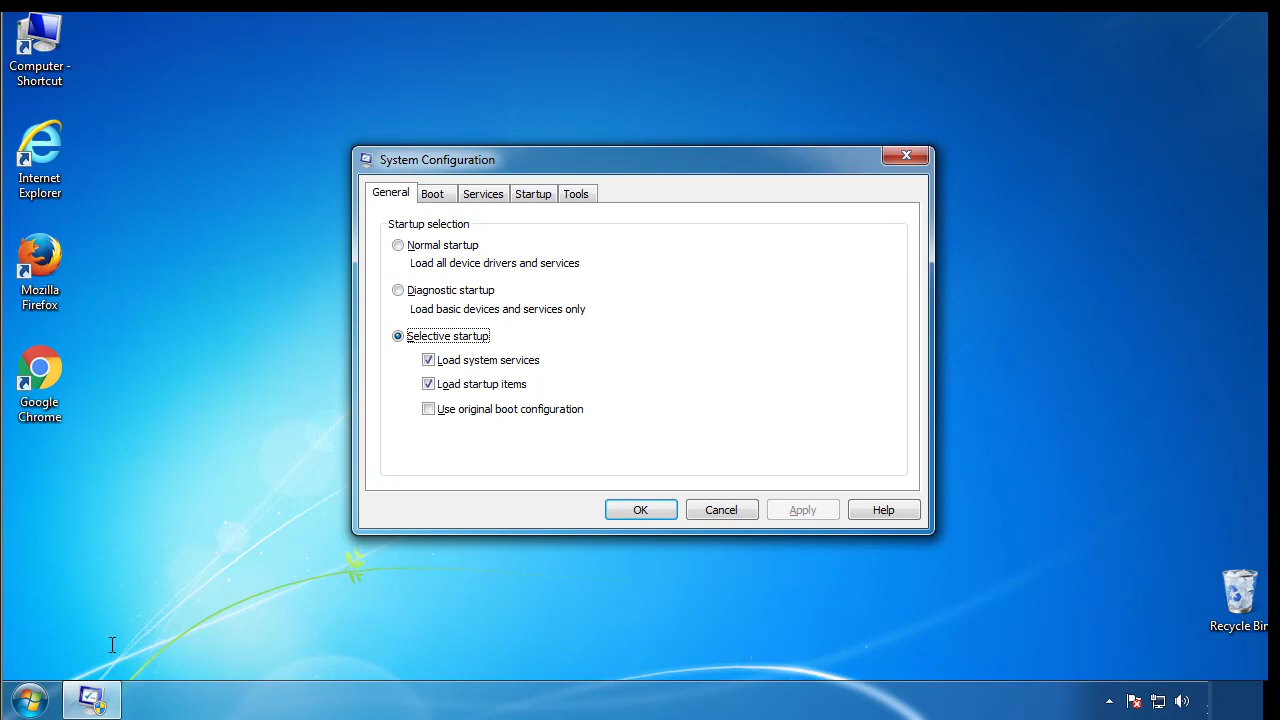 Computer -
Shortcut
Internet
Explorer
Mozilla
Firefox
Google
Chrome
System Configuration
General
Boot
Services
Startup
Tools
Startup selection
Normal startup
Load all device drivers and services
Diagnostic startup
Load basic devices and services only
Selective startup
Load system services
Load startup items
Use original boot configuration
OK
Cancel
Apply
Help
Recycle Bin